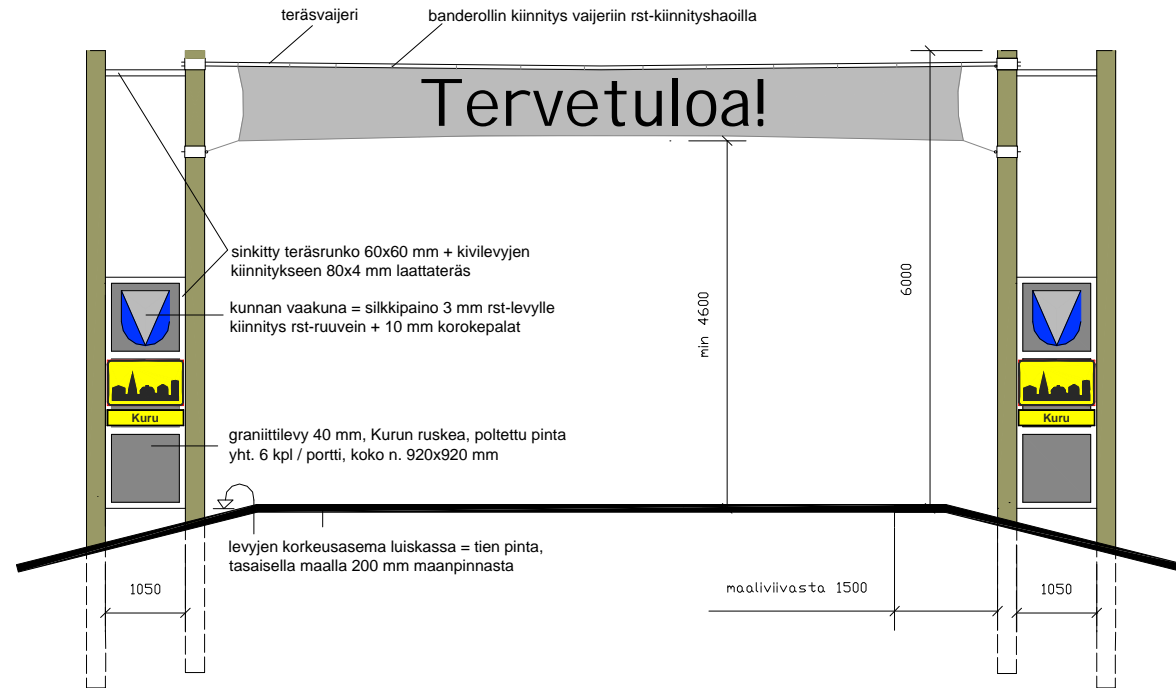 teräsvaijeri
banderollin kiinnitys vaijeriin rst-kiinnityshaoilla
Tervetuloa!
sinkitty teräsrunko 60x60 mm + kivilevyjen
kiinnitykseen 80x4 mm laattateräs
kunnan vaakuna = silkkipaino 3 mm rst-levylle
kiinnitys rst-ruuvein + 10 mm korokepalat
min 4600
6000
Kuru
Kuru
graniittilevy 40 mm, Kurun ruskea, poltettu pinta
yht. 6 kpl / portti, koko n. 920x920 mm
levyjen korkeusasema luiskassa = tien pinta,
tasaisella maalla 200 mm maanpinnasta
1050
maaliviivasta 1500
1050